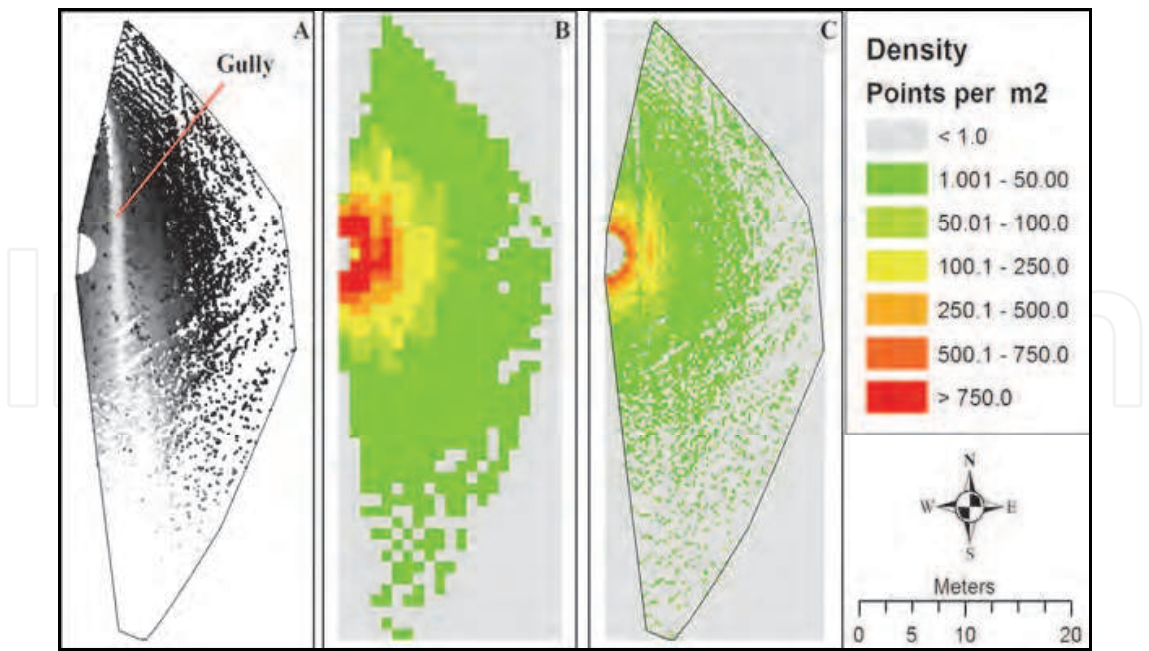 A
Gully
B
C
Density
Points per m2
< 1.0
1.001 - 50.00
50.01 - 100.0
100.1 - 250.0
250.1 - 500.0
500.1 - 750.0
> 750.0
N
W E
S
Meters
0 5 10 20